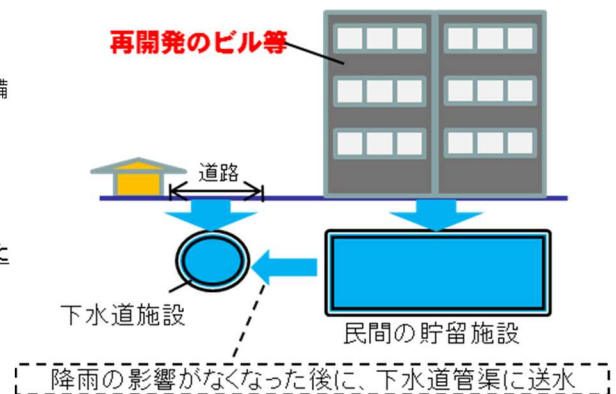 再開発のビル等
備
道路
た
下水道施設
民間の貯留施設
降雨の影響がなくなった後に、下水道管渠に送水